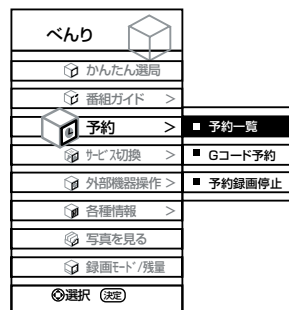 べんり
かんたん選局
番組ガイド >
予約 >
■ 予約一覧
サービス切換 >
■ Gコード予約
外部機器操作 >
■ 予約録画停止
各種情報 >
写真を見る
録画モード/残量
選択 決定